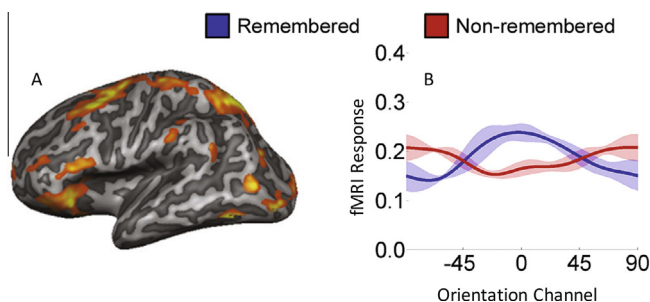 Remembered
Non-remembered
A
B
fMRI Response
0.4
0.3
0.2
0.1
0.0
-45
0
45
90
Orientation Channel